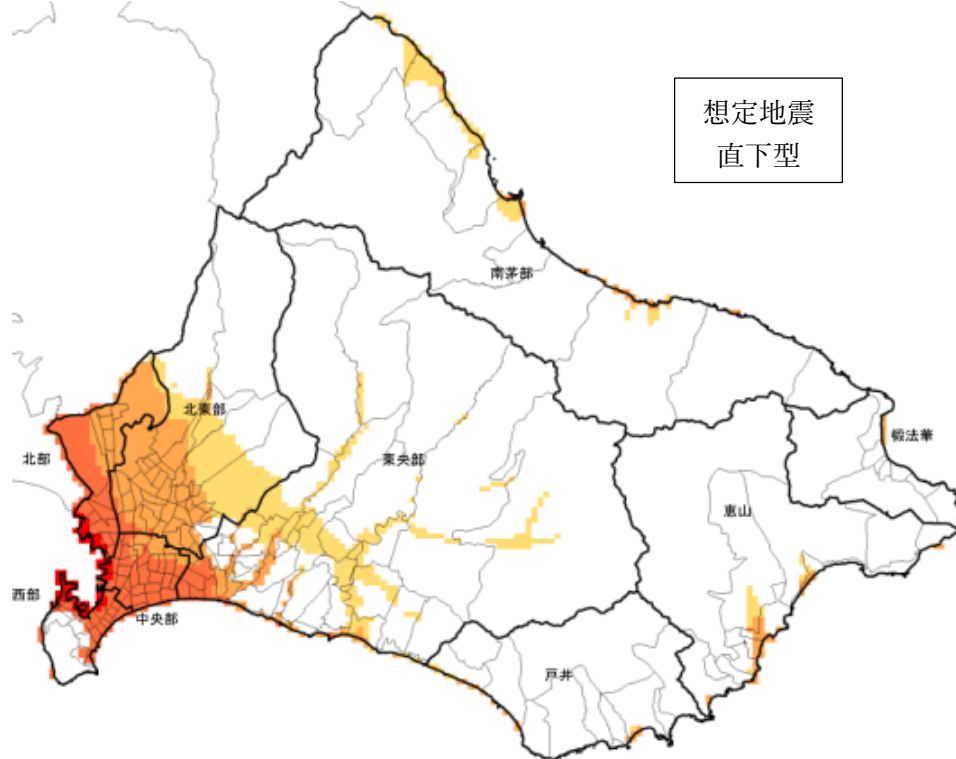 想定地震
直下型
南茅部
北東部
椴法華
北部
東央部
恵山
西部
中央部
戸井